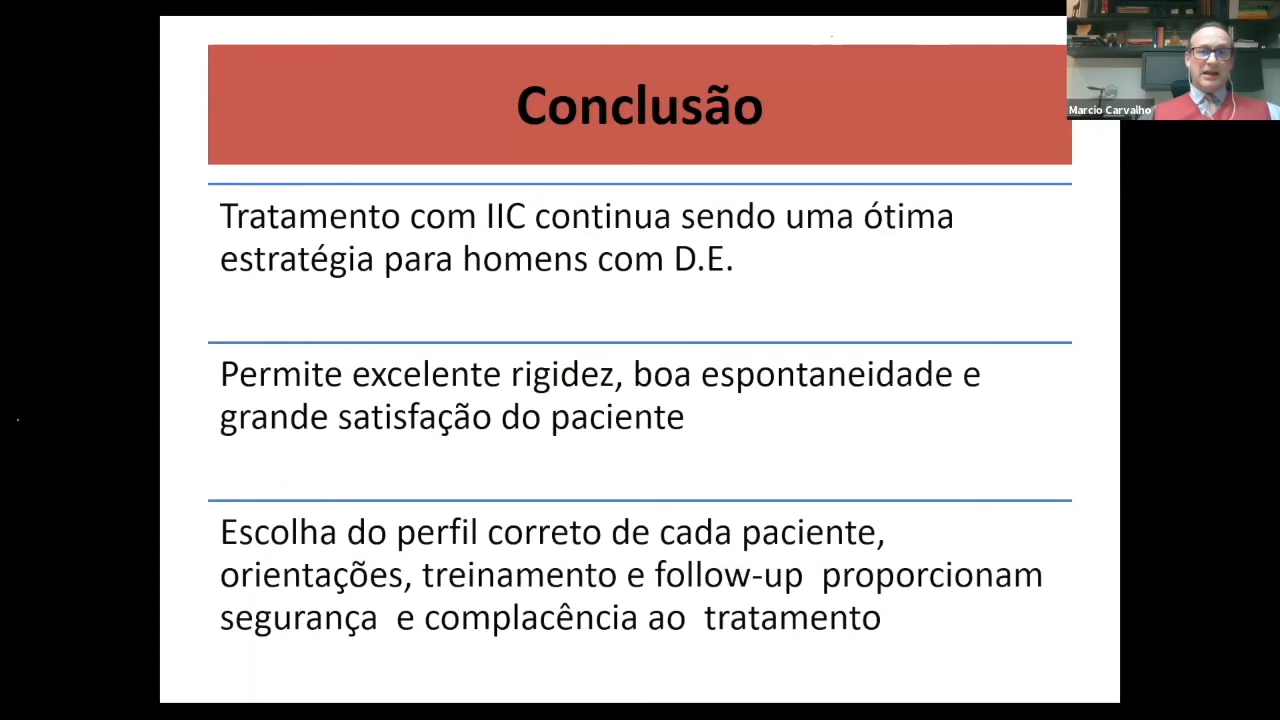 Conclusão
Marcio Carvalho
Tratamento com IIC continua sendo uma ótima
estratégia para homens com D.E.
Permite excelente rigidez, boa espontaneidade e
grande satisfação do paciente
Escolha do perfil correto de cada paciente,
orientações, treinamento e follow-up  proporcionam
segurança  e complacência ao  tratamento